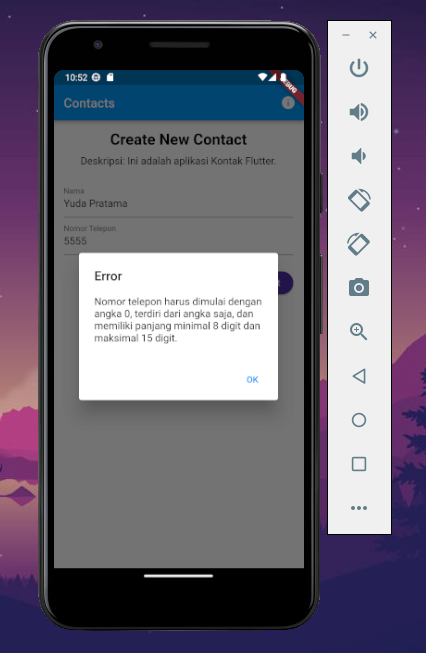 10:52
DEBUG
Contacts
Create New Contact
Deskripsi: Ini adalah aplikasi Kontak Flutter.
Nama
Yuda Pratama
Nomor Telepon
5555
Error
Nomor telepon harus dimulai dengan
angka 0, terdiri dari angka saja, dan
memiliki panjang minimal 8 digit dan
maksimal 15 digit.
OK